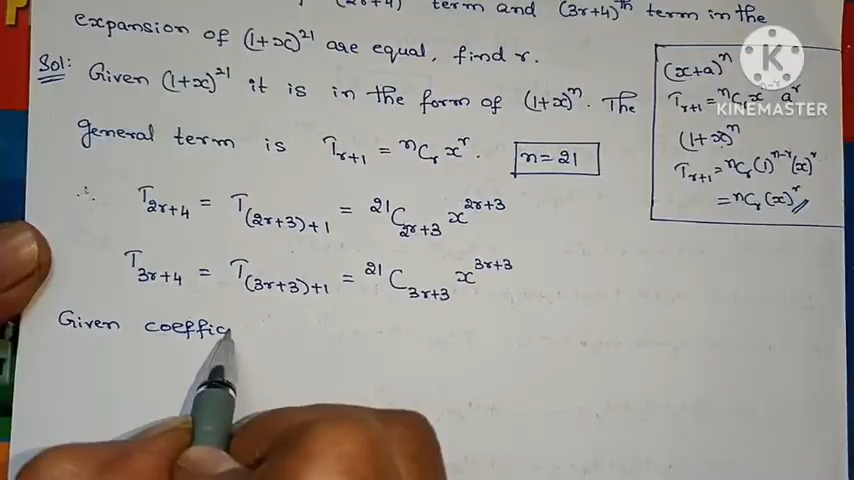 (2r+4) term and (3r+4)th term in the
expansion of (1+x)^21 are equal, find r.
Sol: Given (1+x)^21 it is in the form of (1+x)^n. The
general term is T_{r+1} = nC_r x^r. n=21
∴ T_{2r+4} = T_{(2r+3)+1} = 21C_{2r+3} x^{2r+3}
T_{3r+4} = T_{(3r+3)+1} = 21C_{3r+3} x^{3r+3}
Given coeffic
(x+a)^n
T_{r+1} = nC_r x^{n-r} a^r
(1+x)^n
T_{r+1} = nC_r (1)^{n-r} (x)^r
= nC_r (x)^r
K
KINEMASTER